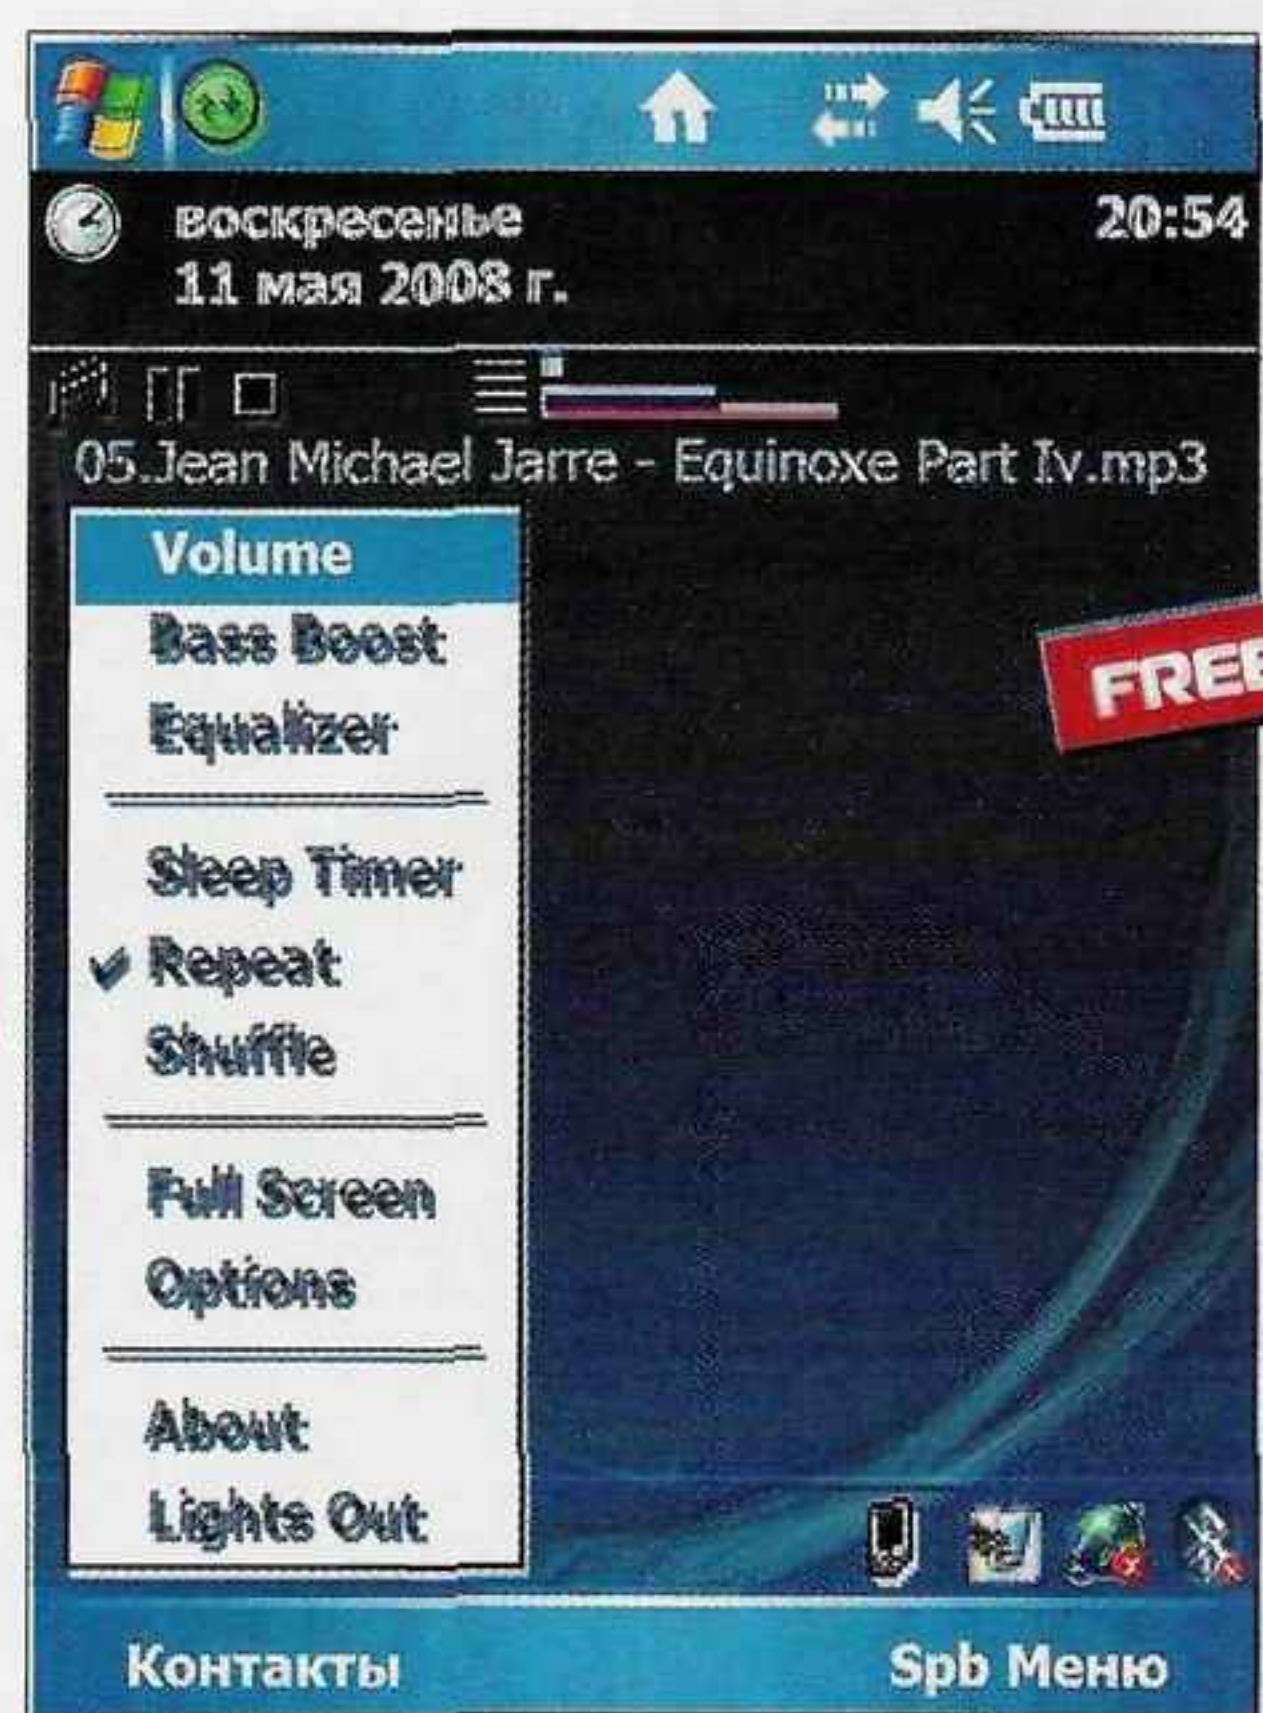 воскресенье
20:54
11 мая 2008 г.
05.Jean Michael Jarre - Equinoxe Part Iv.mp3
Volume
Bass Boost
FREE
Equalizer
Sleep Timer
Repeat
Shuffle
Full Screen
Options
About
Lights Out
Контакты
Spb Меню